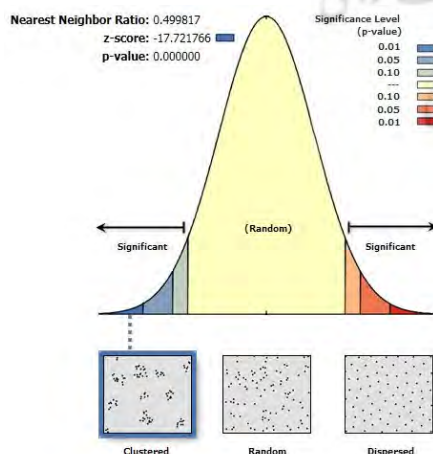 Nearest Neighbor Ratio: 0.499817
z-score: -17.721766
p-value: 0.000000
Significance Level
(p-value)
0.01
0.05
0.10
---
0.10
0.05
0.01
(Random)
Significant
Significant
Clustered
Random
Dispersed